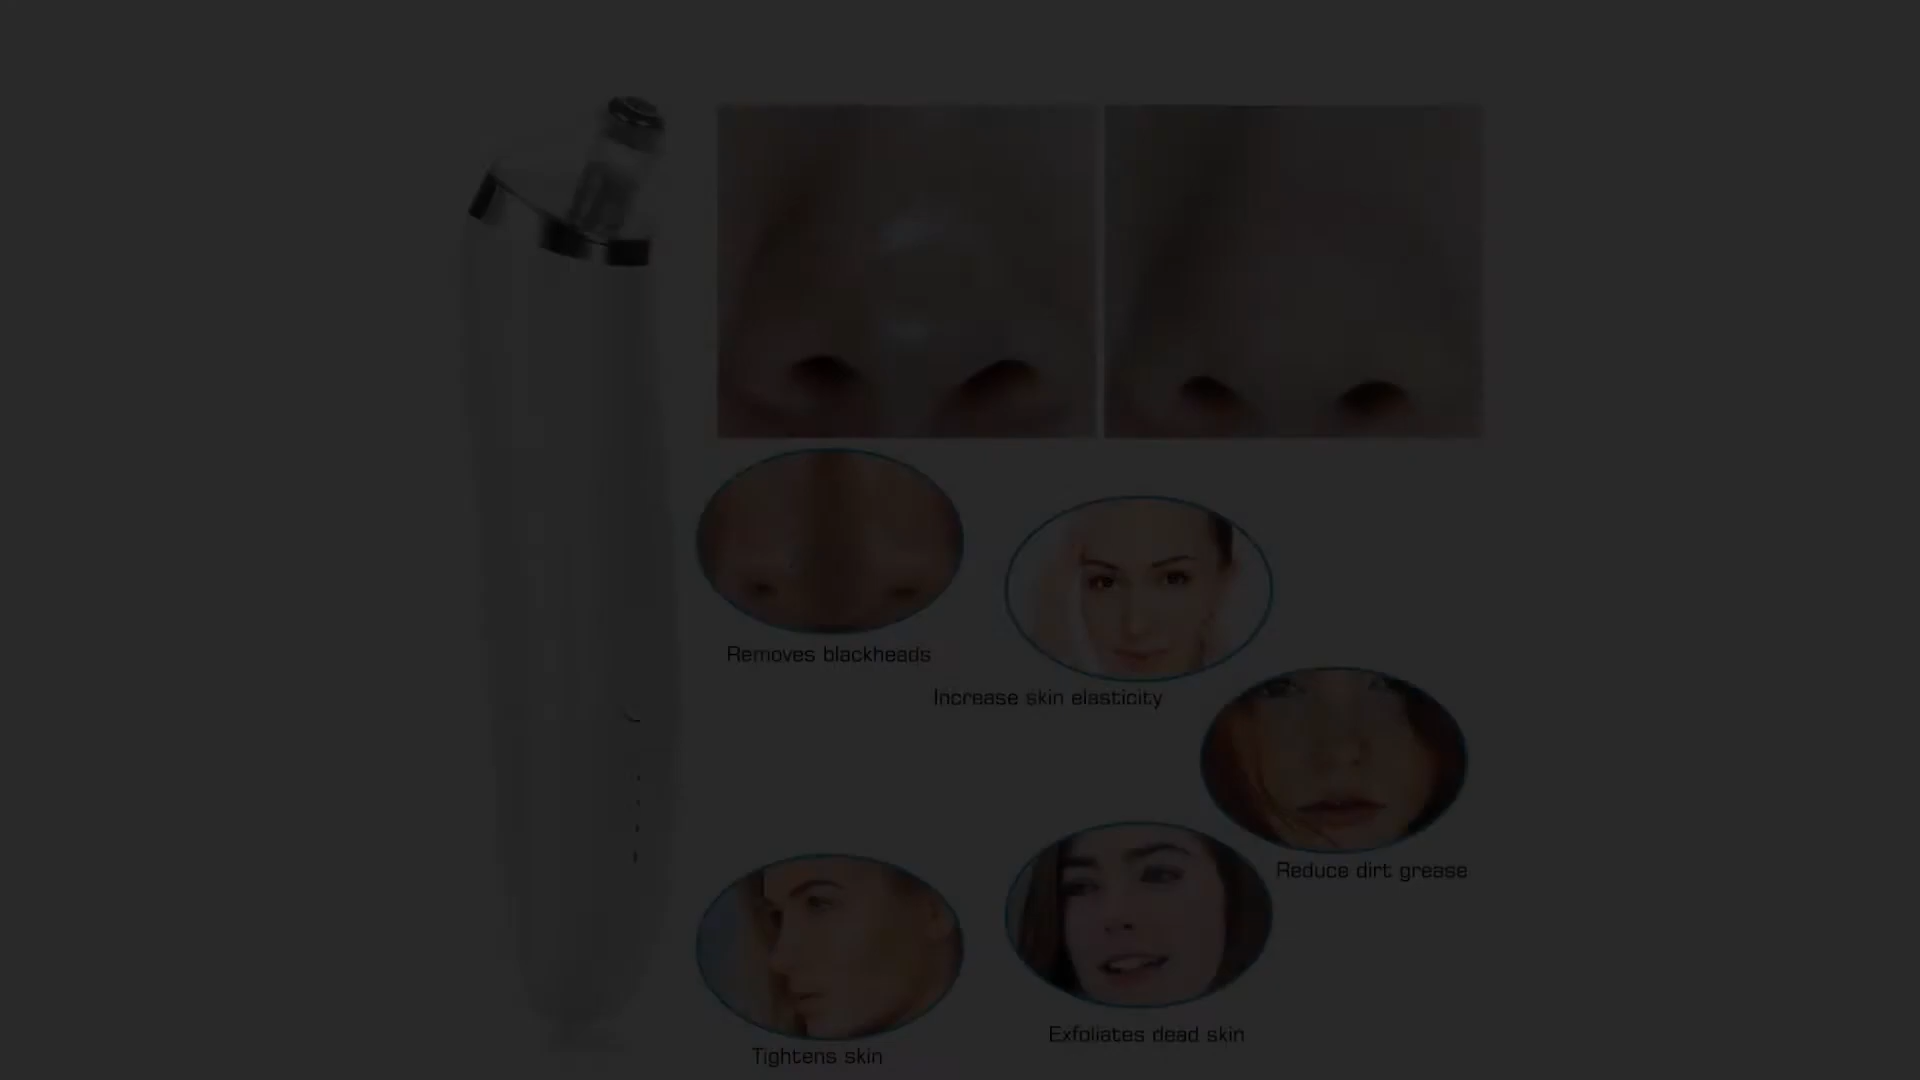 Removes blackheads
Increase skin elasticity
Reduce dirt grease
Exfoliates dead skin
Tightens skin